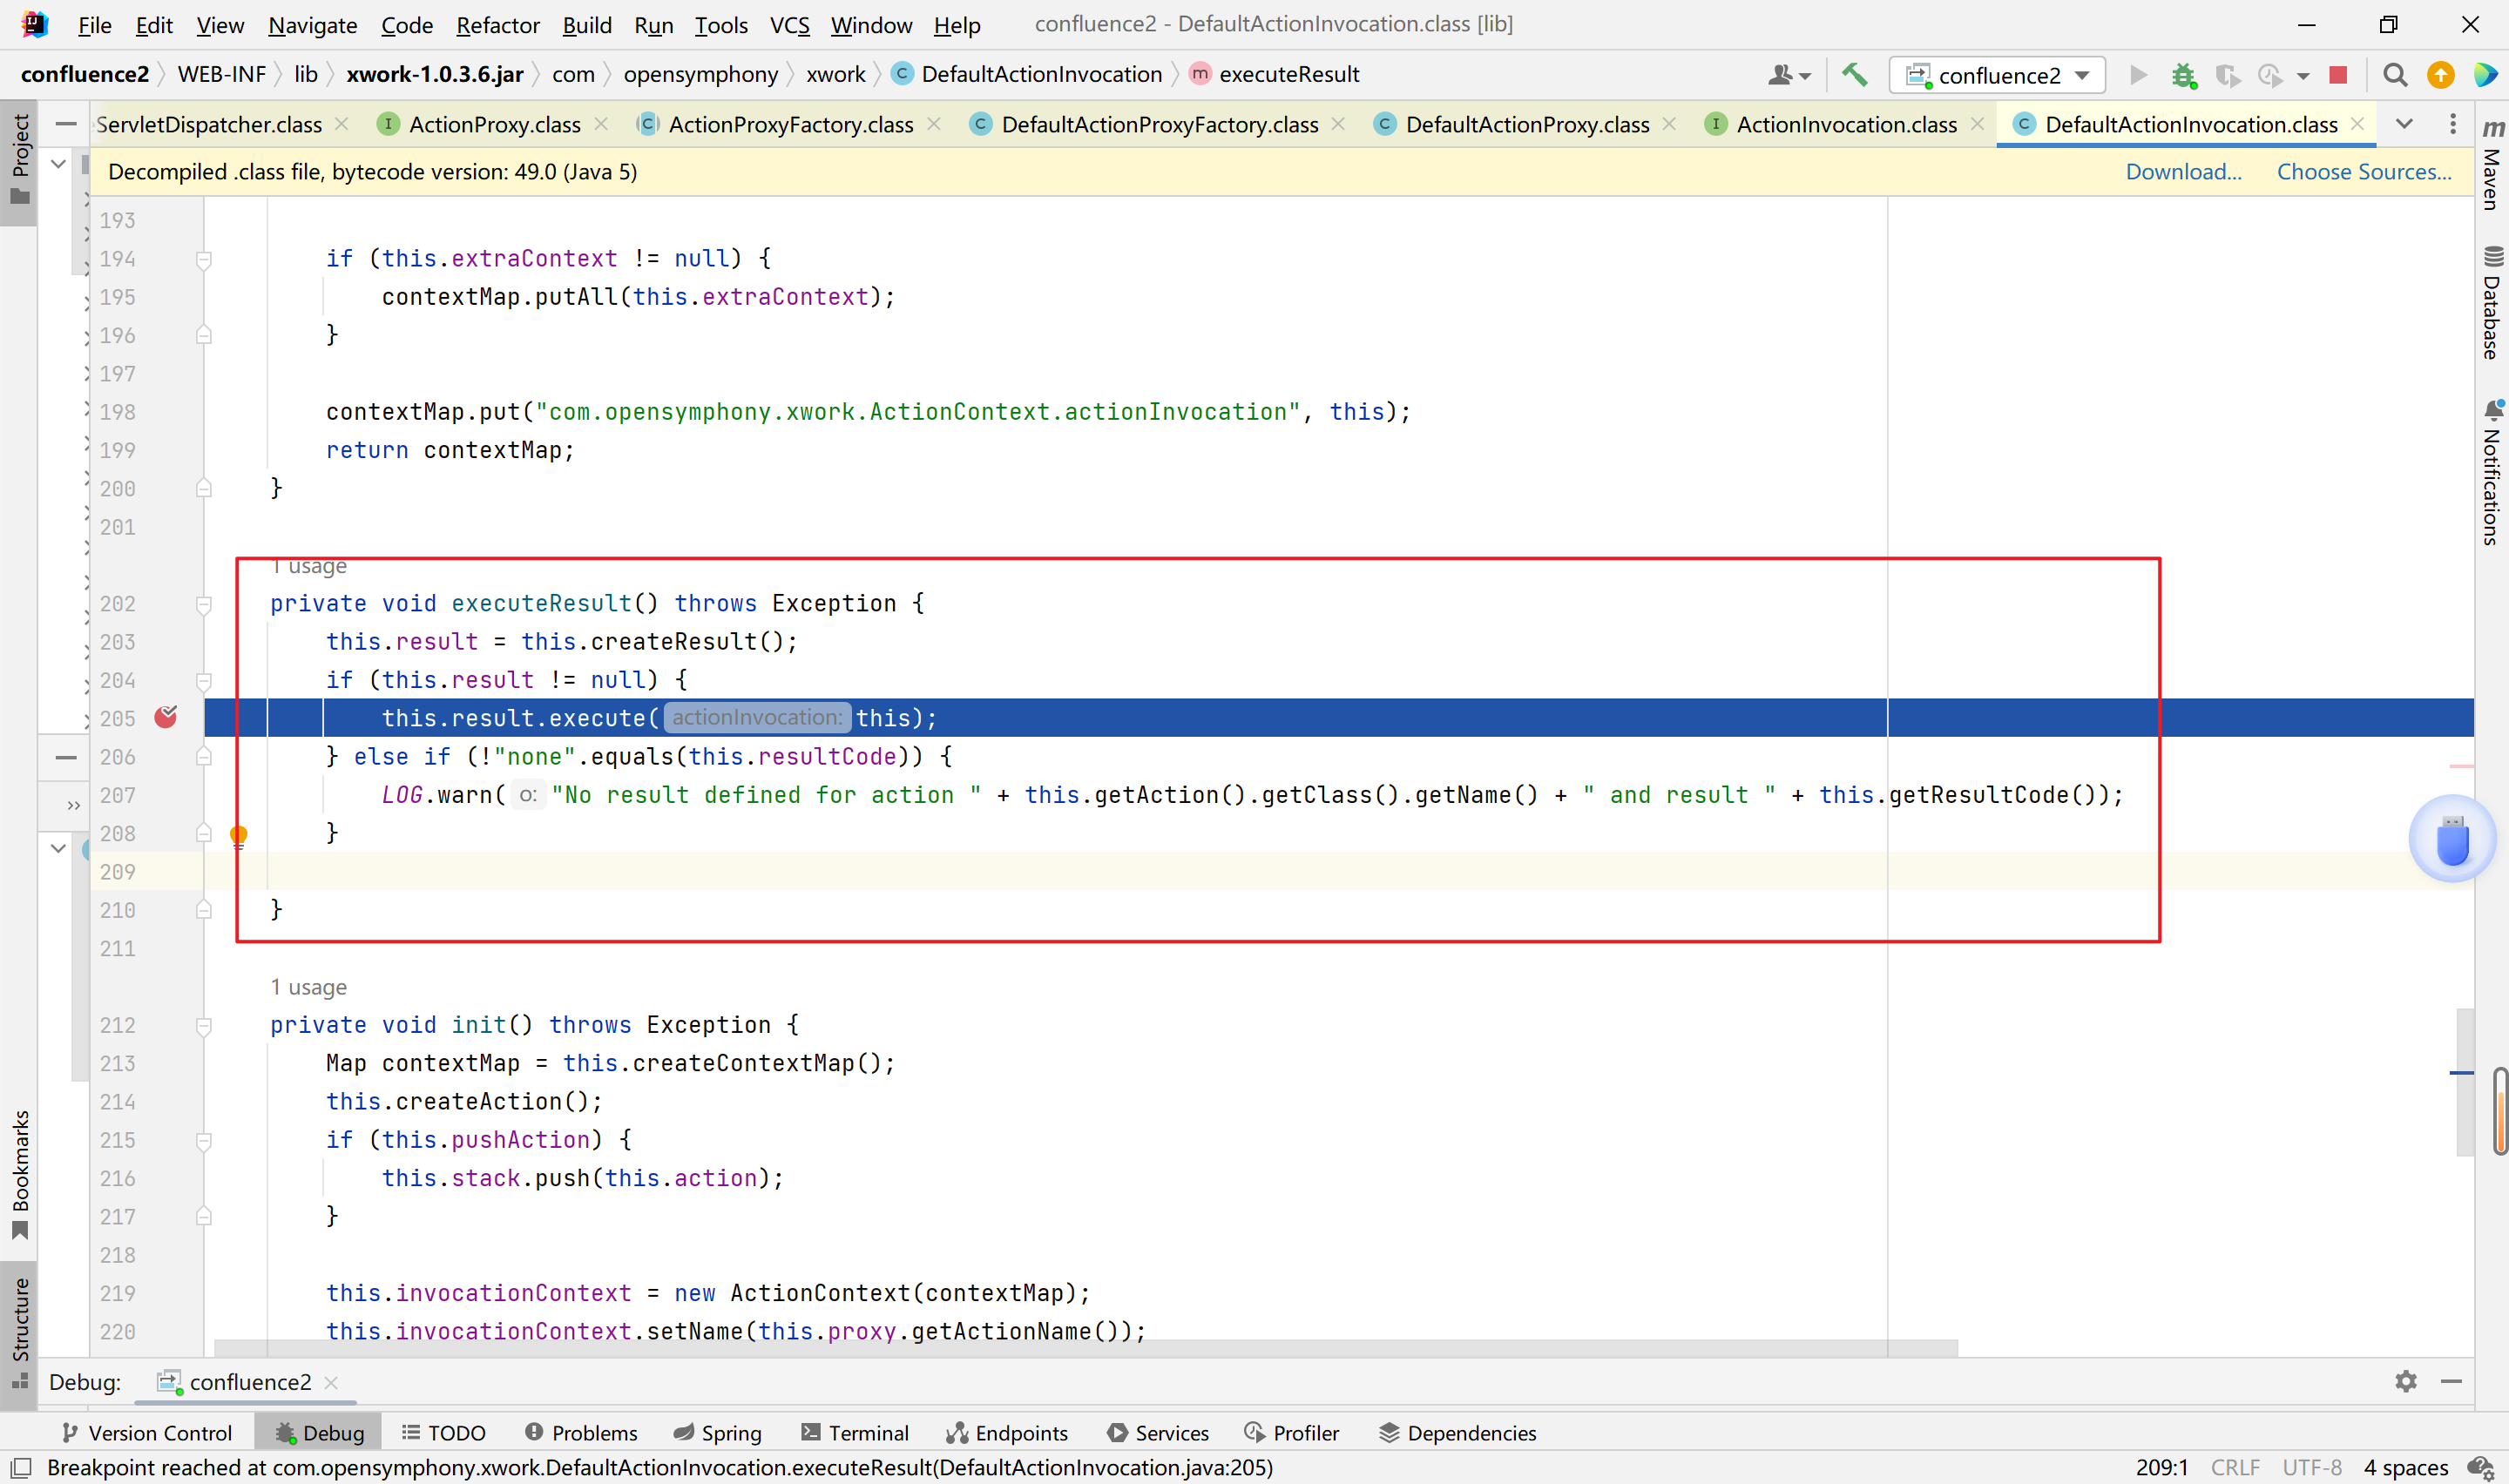 File Edit View Navigate Code Refactor Build Run Tools VCS Window Help confluence2 - DefaultActionInvocation.class [lib]
confluence2 WEB-INF lib xwork-1.0.3.6.jar com opensymphony xwork DefaultActionInvocation executeResult confluence2
ServletDispatcher.class ActionProxy.class ActionProxyFactory.class DefaultActionProxyFactory.class DefaultActionProxy.class ActionInvocation.class DefaultActionInvocation.class
Decompiled .class file, bytecode version: 49.0 (Java 5) Download... Choose Sources...
193
194 if (this.extraContext != null) {
195 contextMap.putAll(this.extraContext);
196 }
197
198 contextMap.put("com.opensymphony.xwork.ActionContext.actionInvocation", this);
199 return contextMap;
200 }
201
1 usage
202 private void executeResult() throws Exception {
203 this.result = this.createResult();
204 if (this.result != null) {
205 this.result.execute( actionInvocation: this);
206 } else if (!"none".equals(this.resultCode)) {
207 LOG.warn( o: "No result defined for action " + this.getAction().getClass().getName() + " and result " + this.getResultCode());
208 }
209
210 }
211
1 usage
212 private void init() throws Exception {
213 Map contextMap = this.createContextMap();
214 this.createAction();
215 if (this.pushAction) {
216 this.stack.push(this.action);
217 }
218
219 this.invocationContext = new ActionContext(contextMap);
220 this.invocationContext.setName(this.proxy.getActionName());
Project
Bookmarks
Structure
Maven
Database
Notifications
Debug: confluence2
Version Control Debug TODO Problems Spring Terminal Endpoints Services Profiler Dependencies
Breakpoint reached at com.opensymphony.xwork.DefaultActionInvocation.executeResult(DefaultActionInvocation.java:205) 209:1 CRLF UTF-8 4 spaces